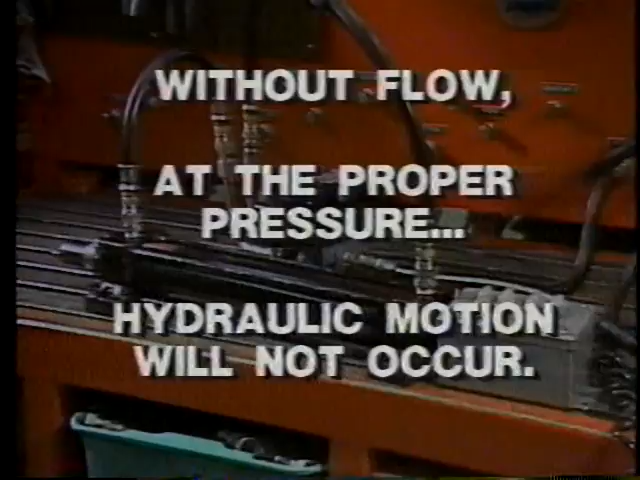 WITHOUT FLOW,
AT THE PROPER
PRESSURE...
HYDRAULIC MOTION
WILL NOT OCCUR.